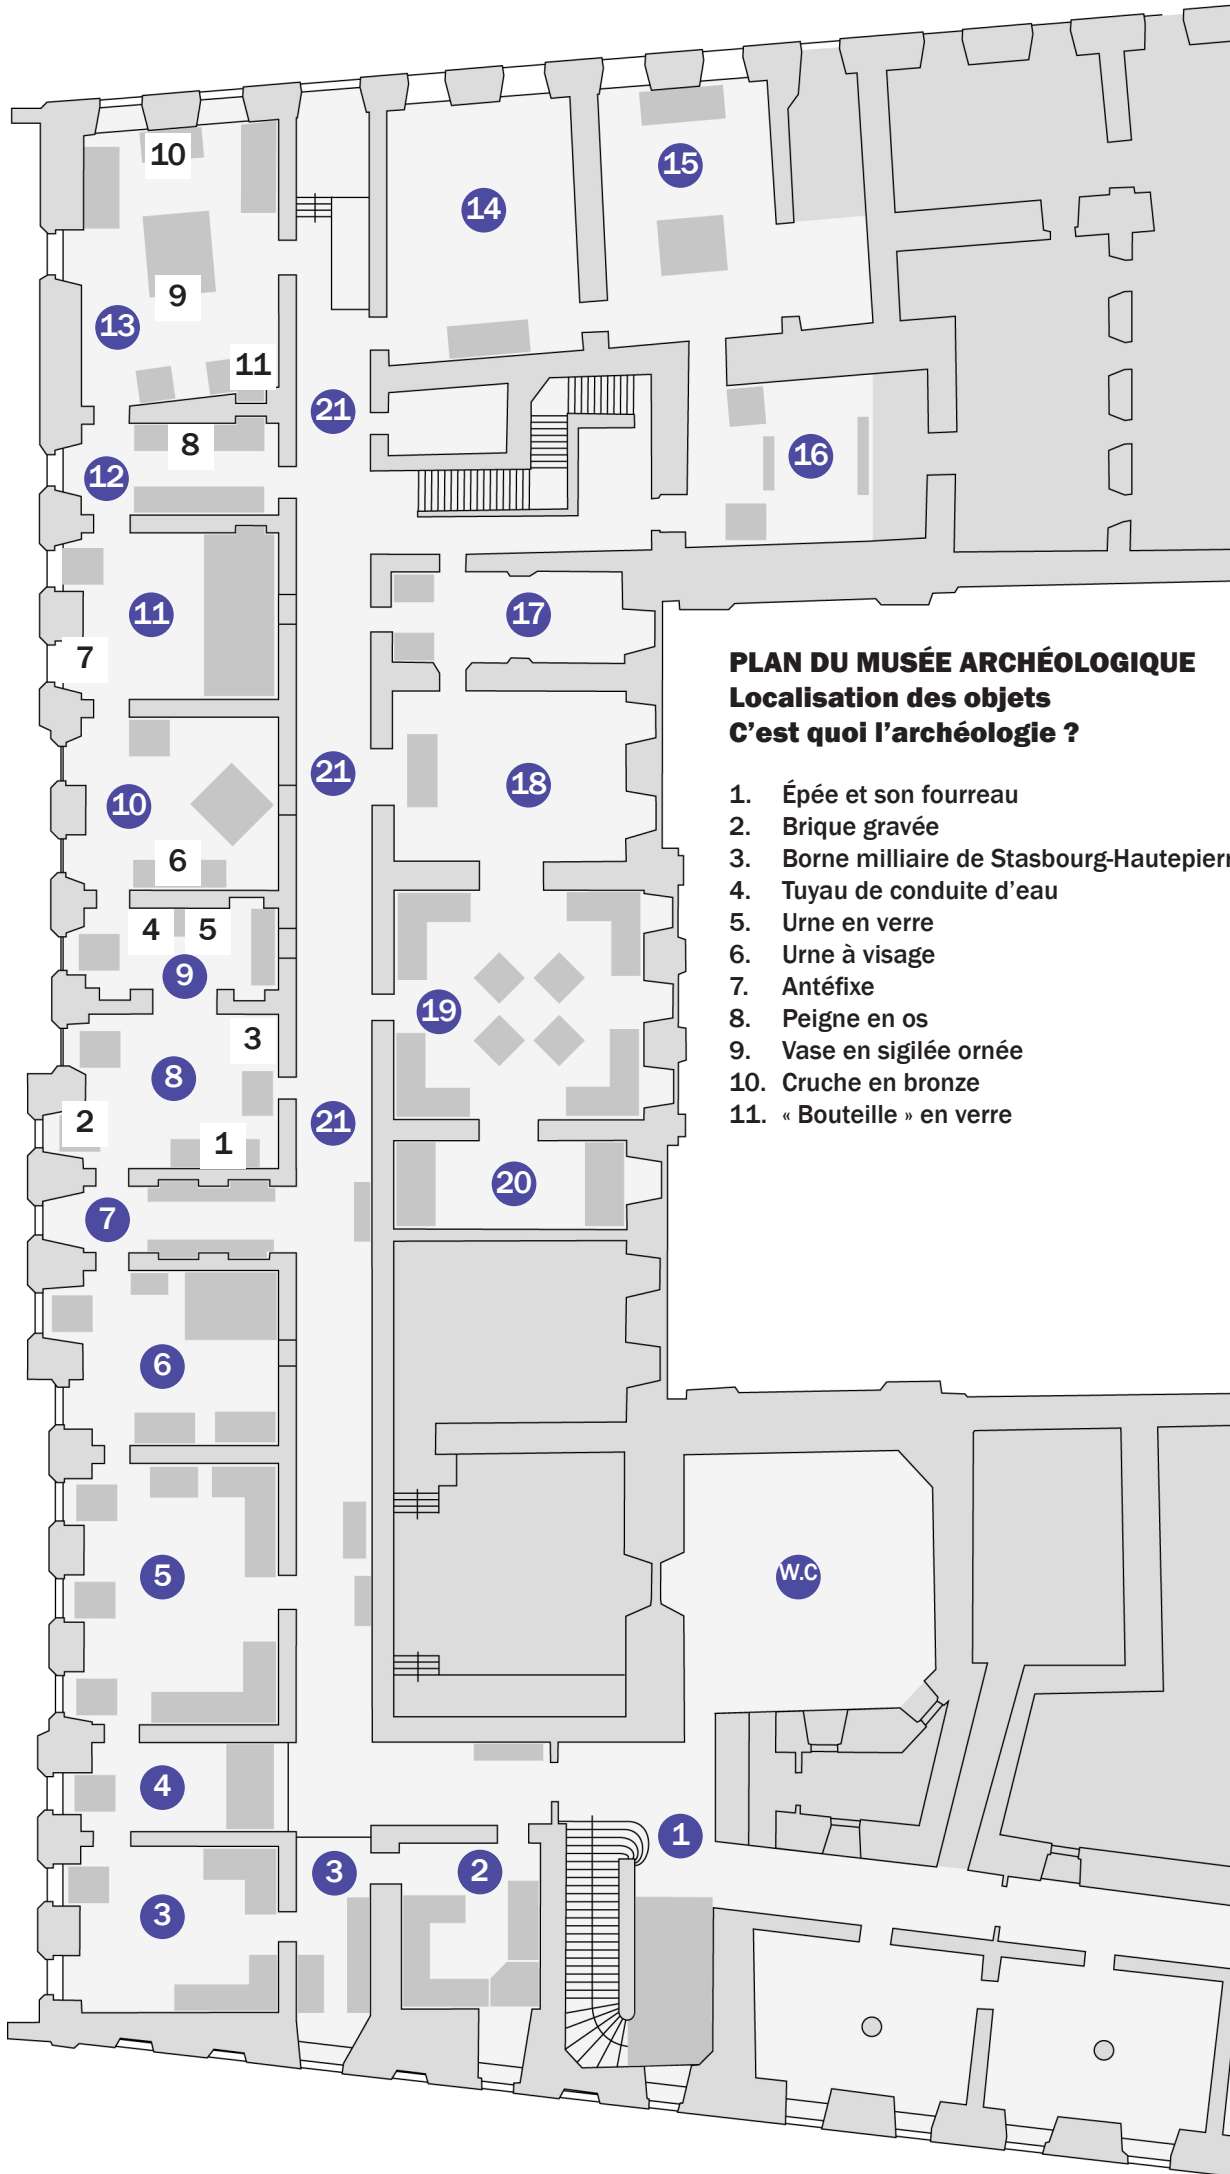 10
15
14
9
13
11
21
8
12
16
11
17
7
PLAN DU MUSÉE ARCHÉOLOGIQUE
Localisation des objets
C’est quoi l’archéologie ?
21
18
10
6
1. Épée et son fourreau
2. Brique gravée
3. Borne milliaire de Stasbourg-Hautepierr
4. Tuyau de conduite d’eau
5. Urne en verre
6. Urne à visage
7. Antéfixe
8. Peigne en os
9. Vase en sigilée ornée
10. Cruche en bronze
11. « Bouteille » en verre
4 5
9
19
3
8
2
21
1
20
7
6
5
W.C
4
1
3
2
3